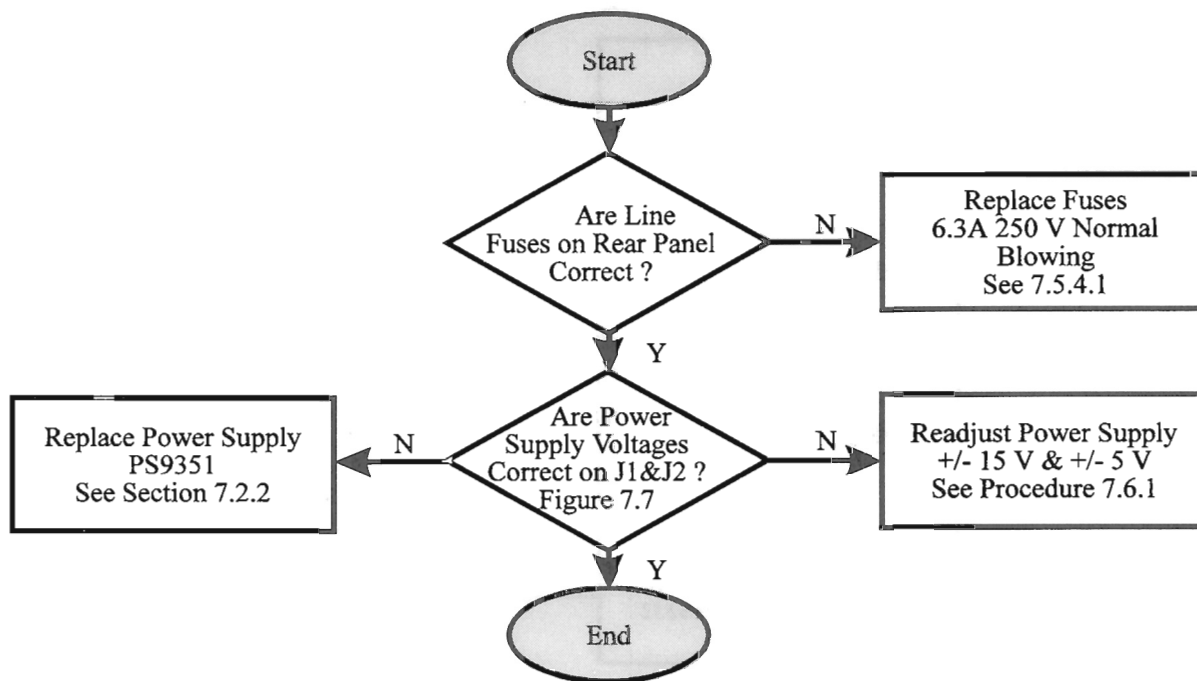 Start
Are Line
Fuses on Rear Panel
Correct ?
N
Replace Fuses
6.3A 250 V Normal
Blowing
See 7.5.4.1
Y
Replace Power Supply
PS9351
See Section 7.2.2
N
Are Power
Supply Voltages
Correct on J1&J2 ?
Figure 7.7
N
Readjust Power Supply
+/- 15 V & +/- 5 V
See Procedure 7.6.1
Y
End